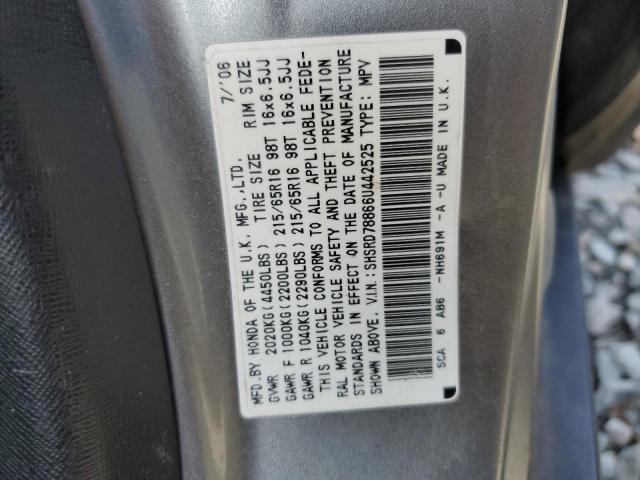 MFD.BY HONDA OF THE U.K. MFG.,LTD. 7/'06
GVWR 2020KG(4450LBS) TIRE SIZE RIM SIZE
GAWR F 1000KG(2200LBS) 215/65R16 98T 16x6.5JJ
GAWR R 1040KG(2290LBS) 215/65R16 98T 16x6.5JJ
THIS VEHICLE CONFORMS TO ALL APPLICABLE FEDE-
RAL MOTOR VEHICLE SAFETY AND THEFT PREVENTION
STANDARDS IN EFFECT ON THE DATE OF MANUFACTURE
SHOWN ABOVE. V.I.N.:SHSRD78866U442525 TYPE: MPV
SCA 6 AB6 -NH691M -A -U MADE IN U.K.